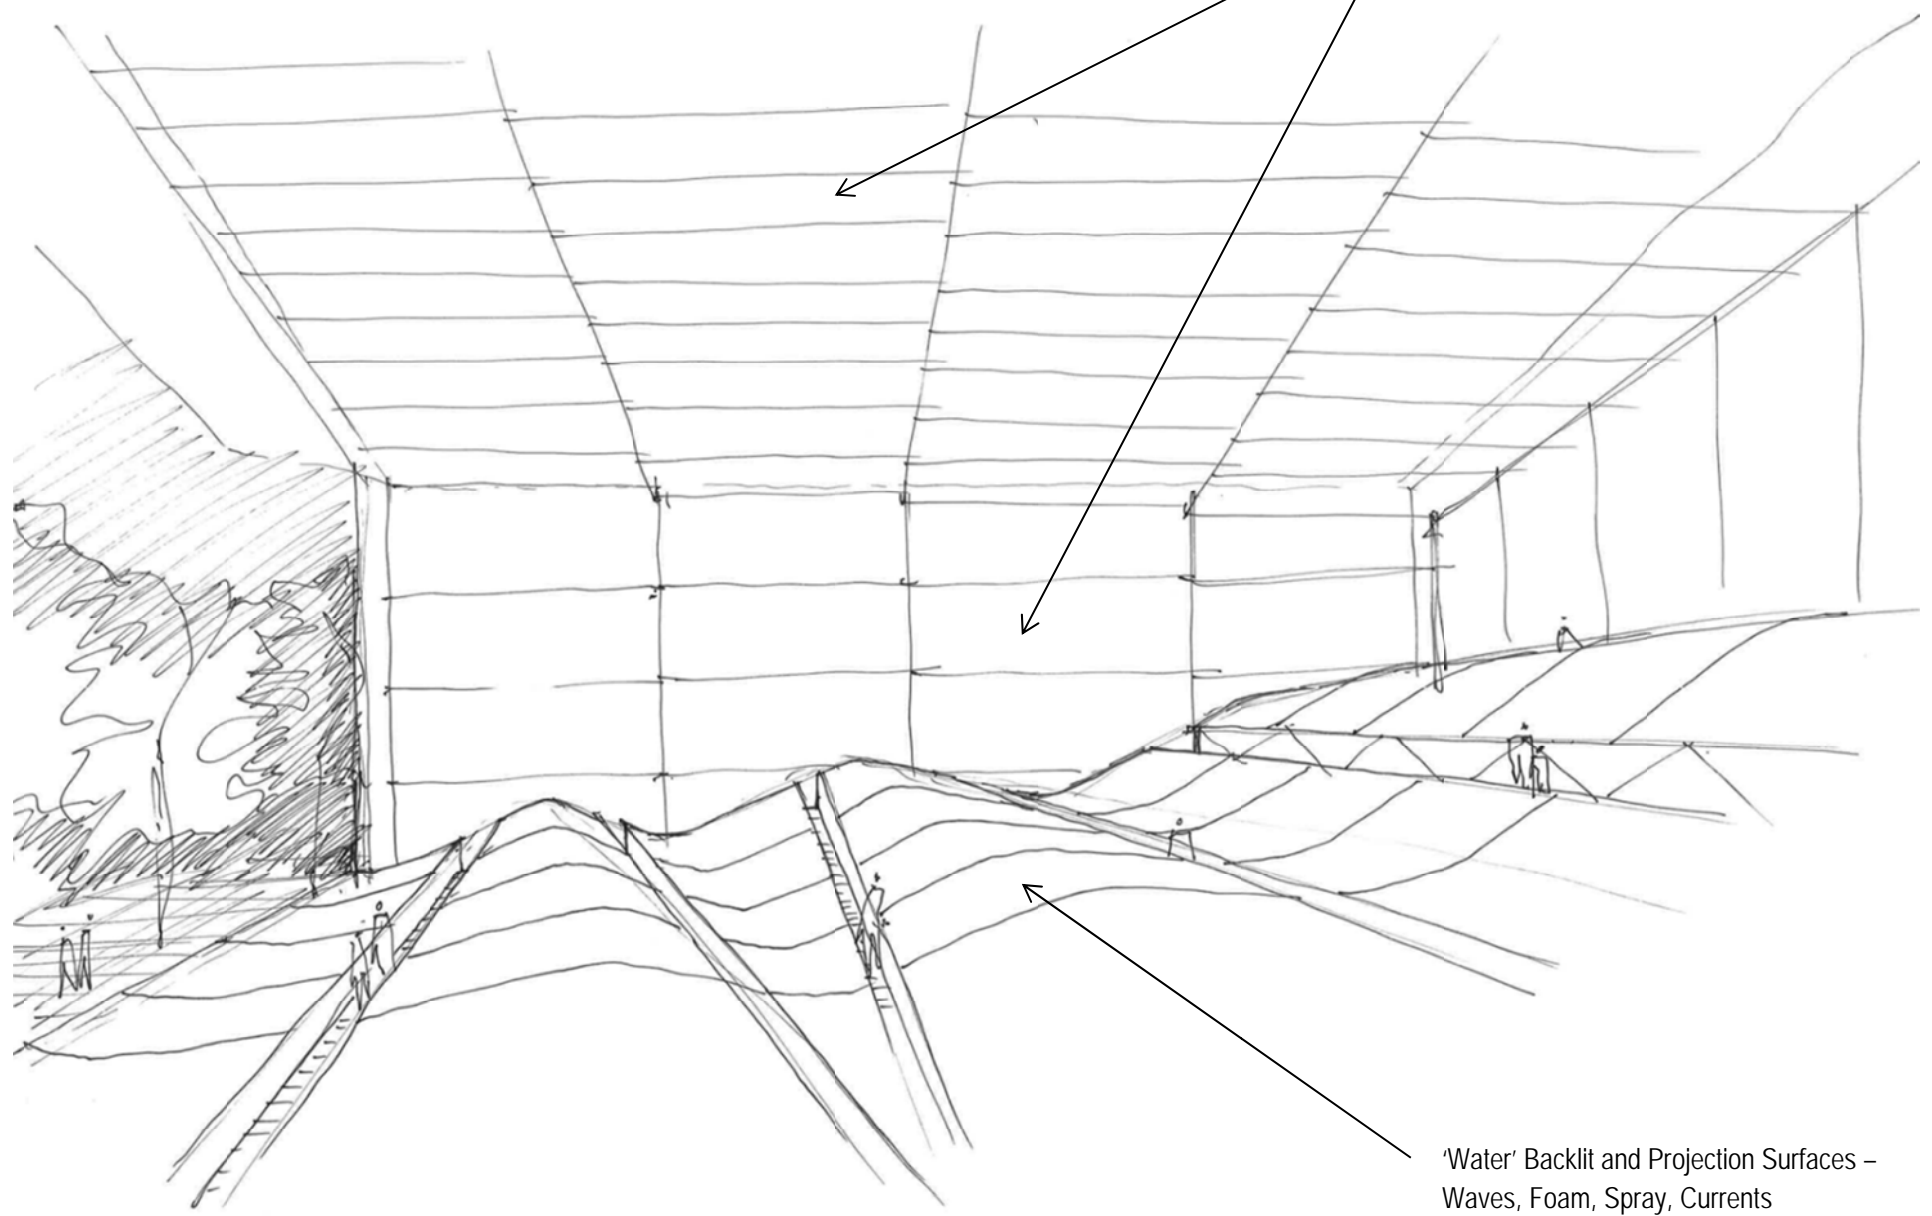 ‘Water’ Backlit and Projection Surfaces –
Waves, Foam, Spray, Currents